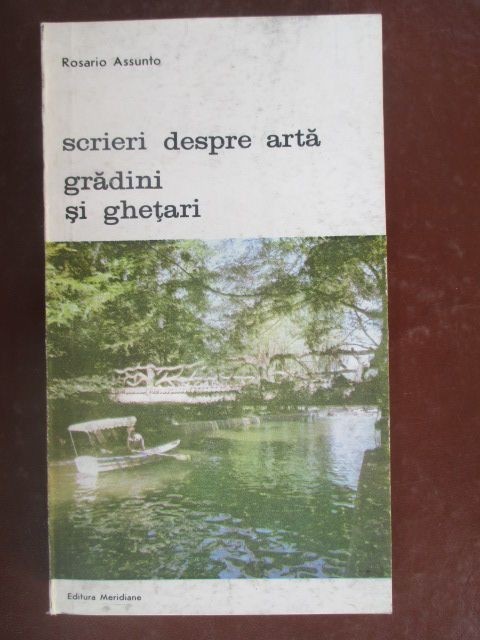 Rosario Assunto
scrieri despre artă
grădini
şi gheţari
Editura Meridiane